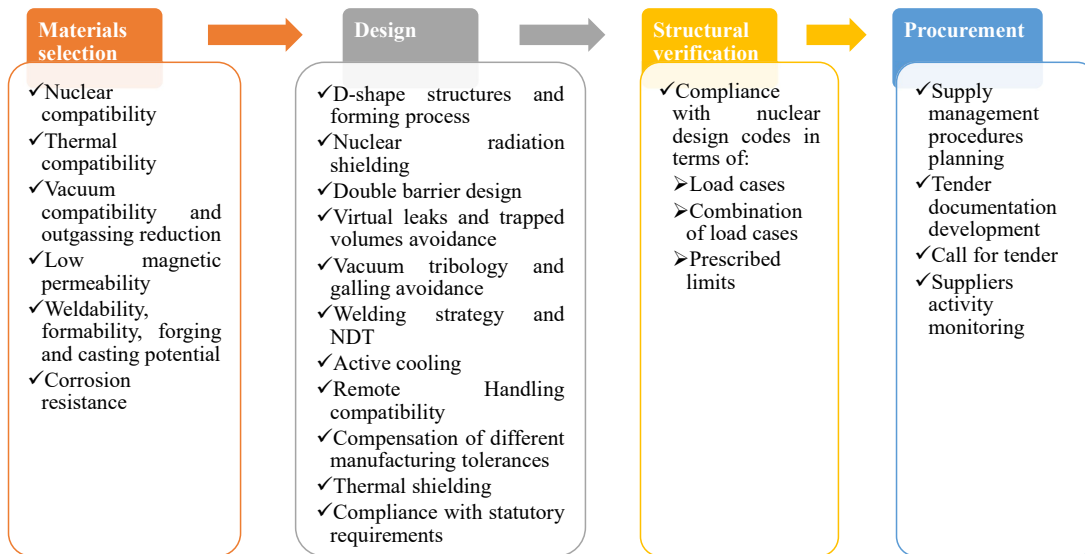 Materials
selection
✓Nuclear
compatibility
✓Thermal
compatibility
✓Vacuum
compatibility and
outgassing reduction
✓Low magnetic
permeability
✓Weldability,
formability, forging
and casting potential
✓Corrosion
resistance
Design
✓D-shape structures and
forming process
✓Nuclear radiation
shielding
✓Double barrier design
✓Virtual leaks and trapped
volumes avoidance
✓Vacuum tribology and
galling avoidance
✓Welding strategy and
NDT
✓Active cooling
✓Remote Handling
compatibility
✓Compensation of different
manufacturing tolerances
✓Thermal shielding
✓Compliance with statutory
requirements
Structural
verification
✓Compliance
with nuclear
design codes in
terms of:
➢Load cases
➢Combination
of load cases
➢Prescribed
limits
Procurement
✓Supply
management
procedures
planning
✓Tender
documentation
development
✓Call for tender
✓Suppliers
activity
monitoring